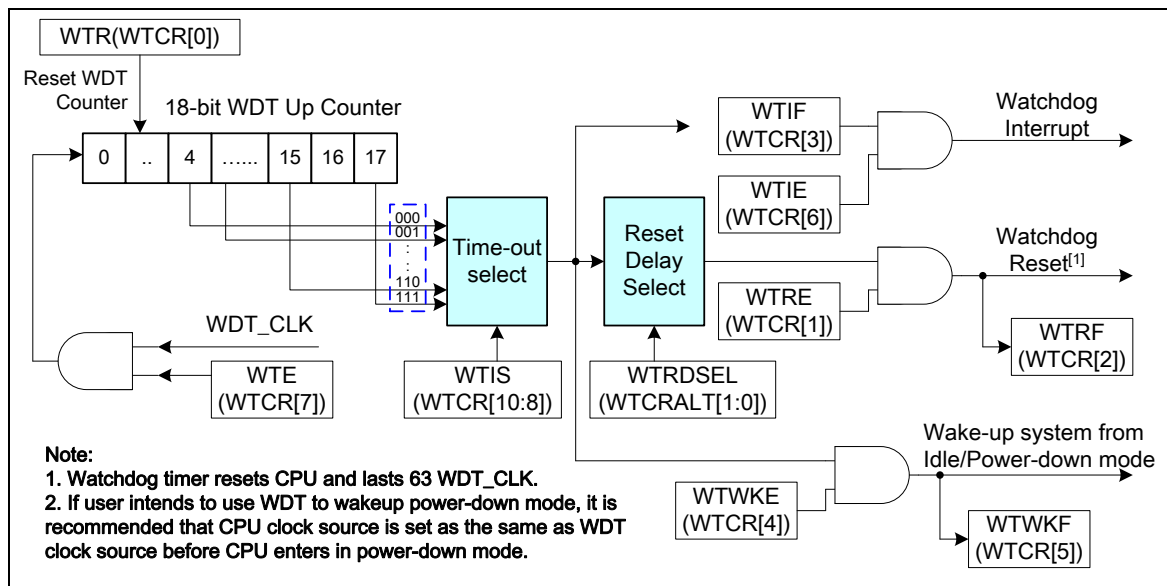 WTR(WTCR[0])
Reset WDT
Counter
18-bit WDT Up Counter
0 .. 4 ...... 15 16 17
000
001
:
:
110
111
Time-out
select
Reset
Delay
Select
WTIF
(WTCR[3])
WTIE
(WTCR[6])
Watchdog
Interrupt
WTRE
(WTCR[1])
Watchdog
Reset[1]
WTRF
(WTCR[2])
WDT_CLK
WTE
(WTCR[7])
WTIS
(WTCR[10:8])
WTRDSEL
(WTCRALT[1:0])
WTWKE
(WTCR[4])
Wake-up system from
Idle/Power-down mode
WTWKF
(WTCR[5])
Note:
1. Watchdog timer resets CPU and lasts 63 WDT_CLK.
2. If user intends to use WDT to wakeup power-down mode, it is
recommended that CPU clock source is set as the same as WDT
clock source before CPU enters in power-down mode.